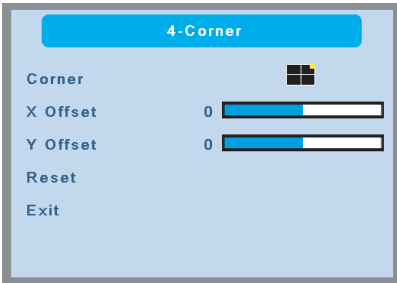 4-Corner
Corner
X Offset 0
Y Offset 0
Reset
Exit